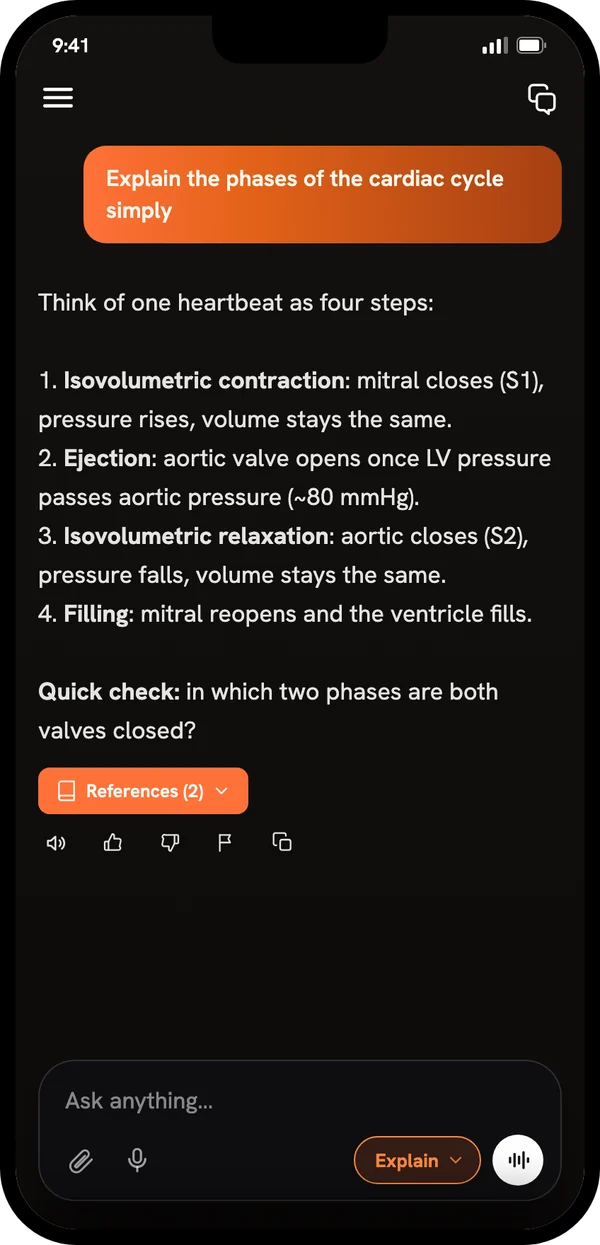 9:41
Explain the phases of the cardiac cycle
simply
Think of one heartbeat as four steps:
1. Isovolumetric contraction: mitral closes (S1),
pressure rises, volume stays the same.
2. Ejection: aortic valve opens once LV pressure
passes aortic pressure (~80 mmHg).
3. Isovolumetric relaxation: aortic closes (S2),
pressure falls, volume stays the same.
4. Filling: mitral reopens and the ventricle fills.
Quick check: in which two phases are both
valves closed?
References (2)
Ask anything...
Explain